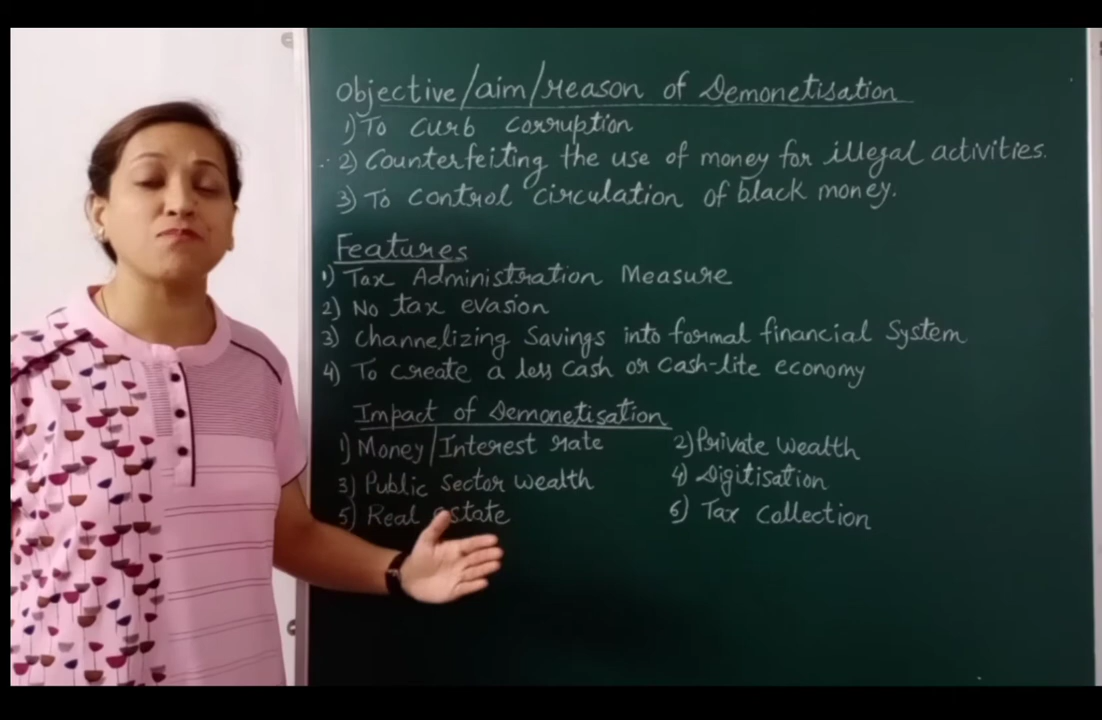 Objective/aim/reason of Demonetisation
1) To curb corruption
2) Counterfeiting the use of money for illegal activities.
3) To control circulation of black money.
Features
1) Tax Administration Measure
2) No tax evasion
3) Channelizing Savings into formal financial System
4) To create a less cash or cash-lite economy
Impact of Demonetisation
1) Money/Interest rate 2) Private wealth
3) Public sector wealth 4) Digitisation
5) Real estate 6) Tax collection